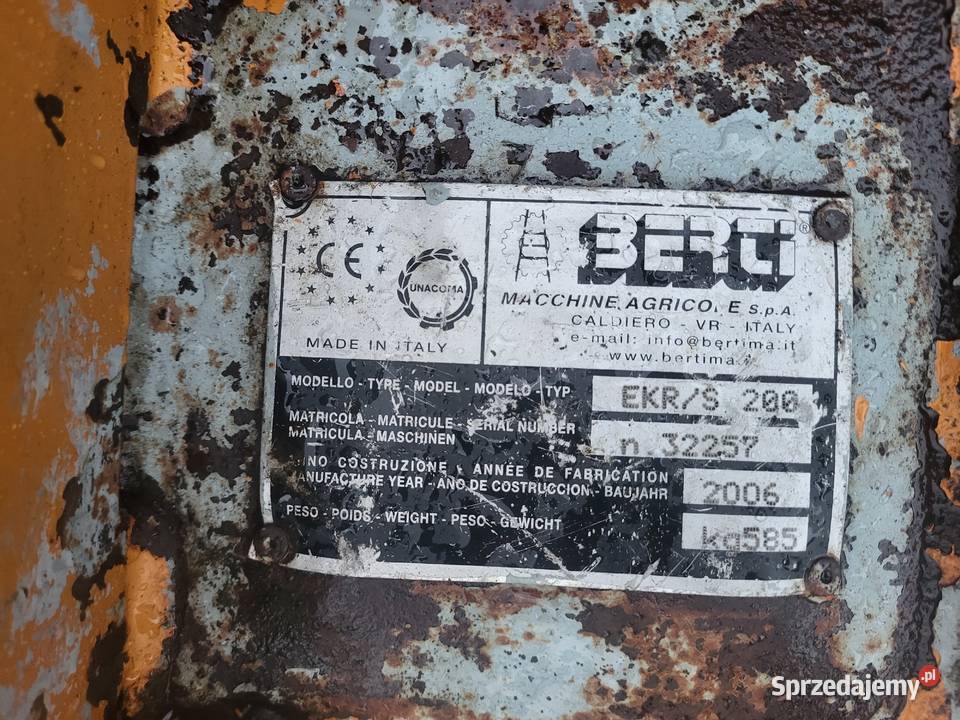 CE
UNACOMA
MADE IN ITALY
BERTI®
MACCHINE AGRICOLE S.p.A.
CALDIERO - VR - ITALY
e-mail: info@bertima.it
www.bertima.
MODELLO - TYPE - MODEL - MODELO - TYP
EKR/S 200
MATRICOLA - MATRICULE - SERIAL NUMBER
MATRICULA - MASCHINEN
n 32257
NO COSTRUZIONE - ANNÉE DE FABRICATION
MANUFACTURE YEAR - AÑO DE COSTRUCCION - BAUJAHR
2006
PESO - POIDS - WEIGHT - PESO - GEWICHT
kg585
Sprzedajemy.pl